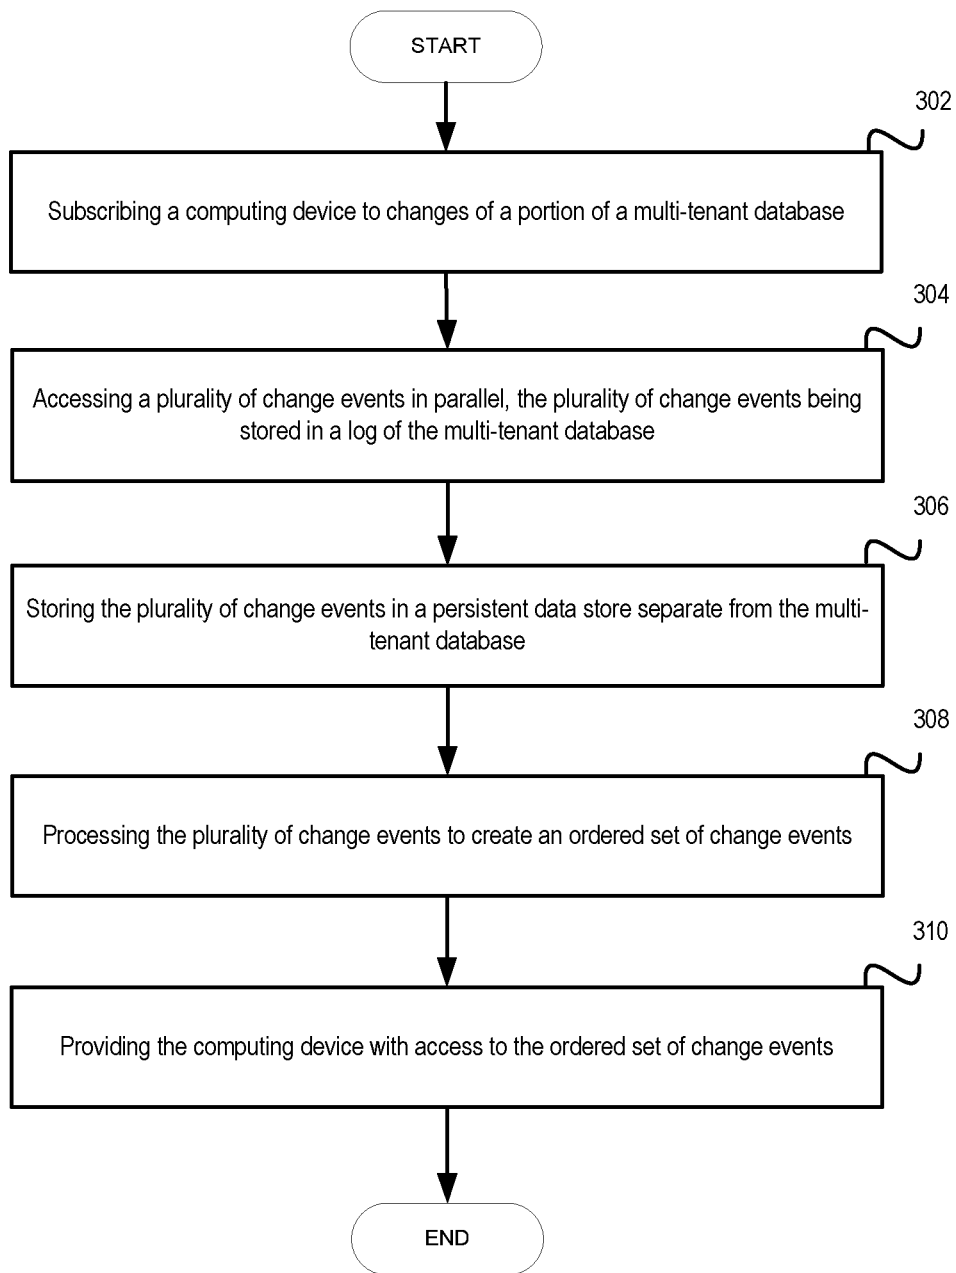 START
302
Subscribing a computing device to changes of a portion of a multi-tenant database
304
Accessing a plurality of change events in parallel, the plurality of change events being
stored in a log of the multi-tenant database
306
Storing the plurality of change events in a persistent data store separate from the multi-
tenant database
308
Processing the plurality of change events to create an ordered set of change events
310
Providing the computing device with access to the ordered set of change events
END